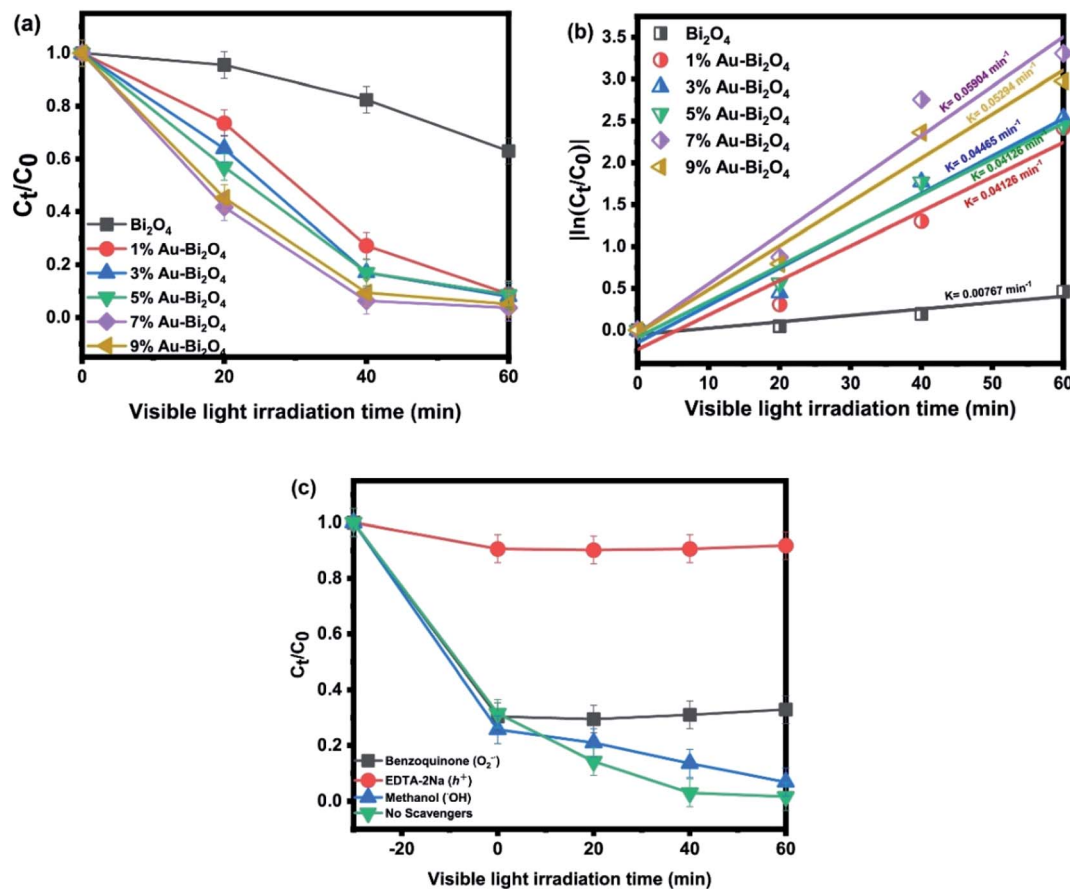 (a)
1.0
0.8
0.6
0.4
0.2
0.0
Cₜ/C₀
Bi₂O₄
1% Au-Bi₂O₄
3% Au-Bi₂O₄
5% Au-Bi₂O₄
7% Au-Bi₂O₄
9% Au-Bi₂O₄
0 20 40 60
Visible light irradiation time (min)
(b)
3.5
3.0
2.5
2.0
1.5
1.0
0.5
0.0
|ln(Cₜ/C₀)|
Bi₂O₄
1% Au-Bi₂O₄
3% Au-Bi₂O₄
5% Au-Bi₂O₄
7% Au-Bi₂O₄
9% Au-Bi₂O₄
K= 0.05904 min⁻¹
K= 0.05294 min⁻¹
K= 0.04465 min⁻¹
K= 0.04126 min⁻¹
K= 0.04126 min⁻¹
K= 0.00767 min⁻¹
0 10 20 30 40 50 60
Visible light irradiation time (min)
(c)
1.0
0.8
0.6
0.4
0.2
0.0
Cₜ/C₀
Benzoquinone (O₂⁻)
EDTA-2Na (h⁺)
Methanol (˙OH)
No Scavengers
-20 0 20 40 60
Visible light irradiation time (min)